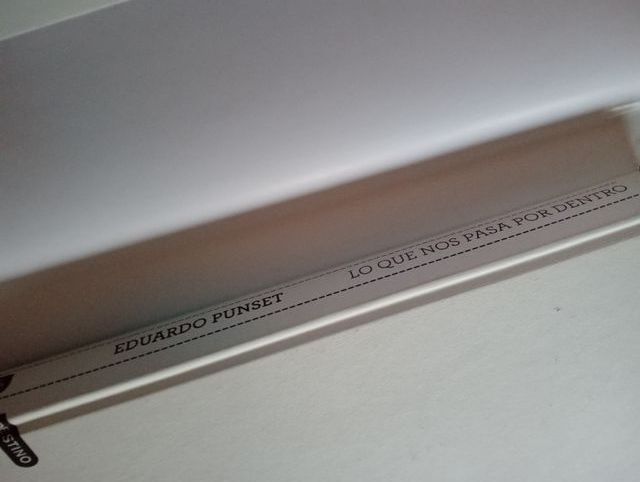 EDUARDO PUNSET
LO QUE NOS PASA POR DENTRO